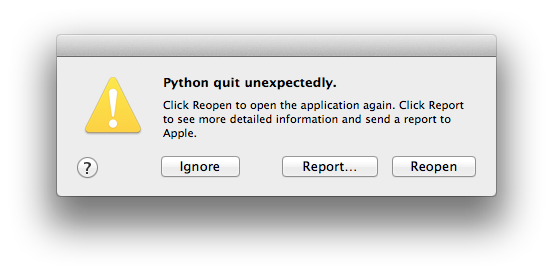 Python quit unexpectedly.
Click Reopen to open the application again. Click Report
to see more detailed information and send a report to
Apple.
?
Ignore
Report...
Reopen